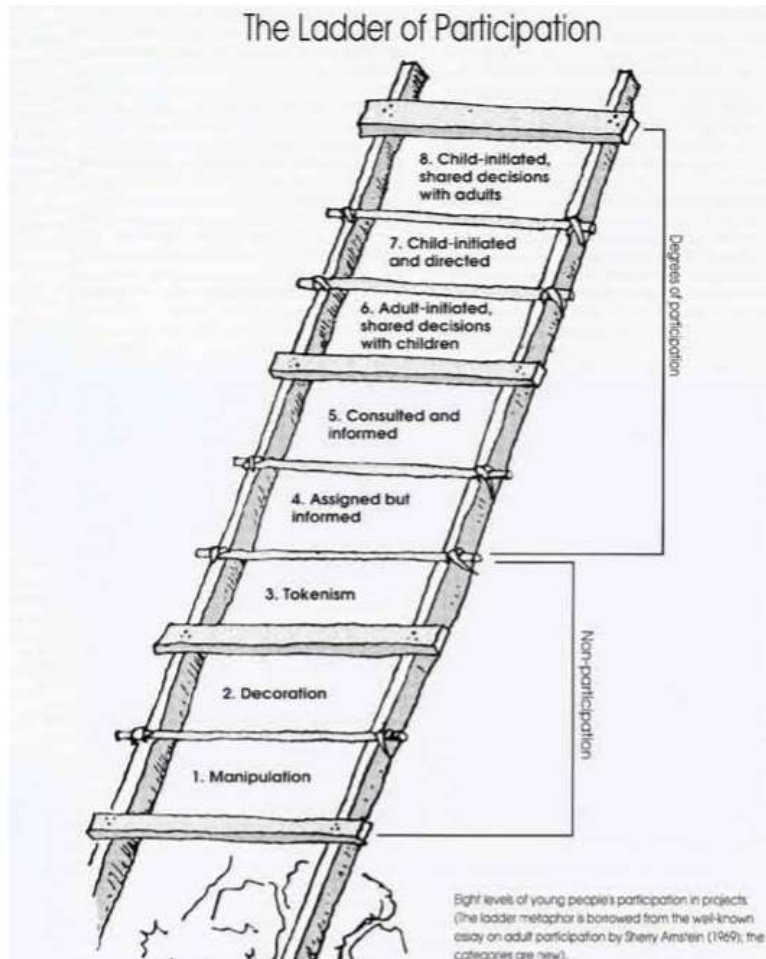 The Ladder of Participation
8. Child-initiated,
shared decisions
with adults
7. Child-initiated
and directed
6. Adult-initiated,
shared decisions
with children
5. Consulted and
informed
4. Assigned but
informed
3. Tokenism
2. Decoration
1. Manipulation
Degrees of participation
Non-participation
Eight levels of young people's participation in projects.
(The ladder metaphor is borrowed from the well-known
essay on adult participation by Sherry Arnstein (1969); the
categories are new).